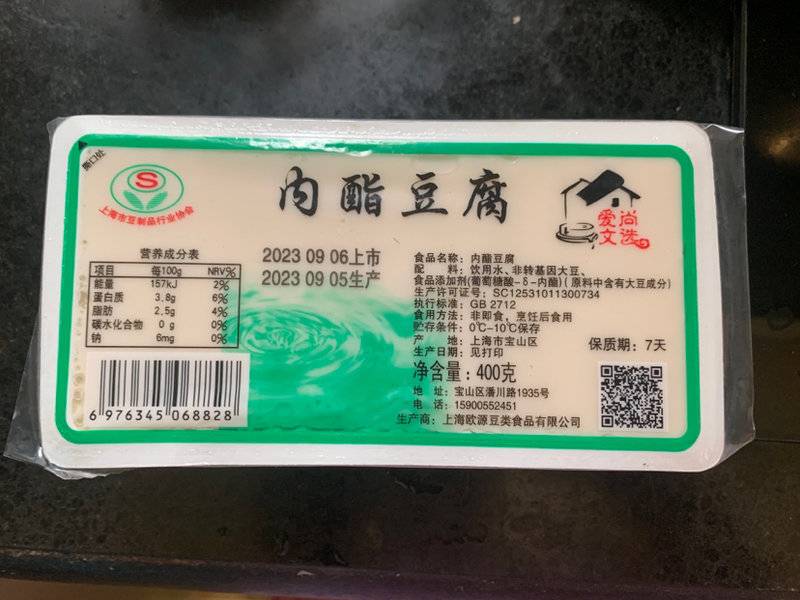 撕口处
S
上海市豆制品行业协会
内酯豆腐
爱尚
文选
营养成分表
项目 每100g NRV%
能量 157kJ 2%
蛋白质 3.8g 6%
脂肪 2.5g 4%
碳水化合物 0 g 0%
钠 6mg 0%
2023 09 06上市
2023 09 05生产
食品名称：内酯豆腐
配 料：饮用水、非转基因大豆、
食品添加剂(葡萄糖酸-δ-内酯)(原料中含有大豆成分)
生产许可证号：SC12531011300734
执行标准：GB 2712
食用方法：非即食，烹饪后食用
贮存条件：0℃-10℃保存
产 地：上海市宝山区
生产日期：见打印
保质期：7天
净含量：400克
地 址：宝山区潘川路1935号
电 话：15900552451
生产商：上海欧源豆类食品有限公司
6 976345 068828